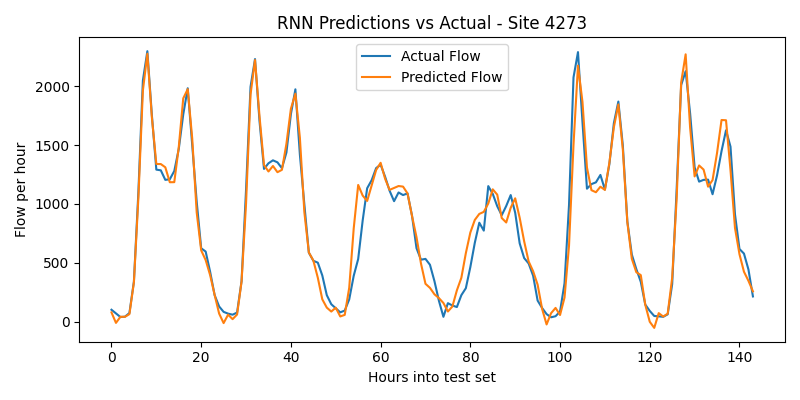 RNN Predictions vs Actual - Site 4273
Actual Flow
Predicted Flow
Flow per hour
2000
1500
1000
500
0
0 20 40 60 80 100 120 140
Hours into test set